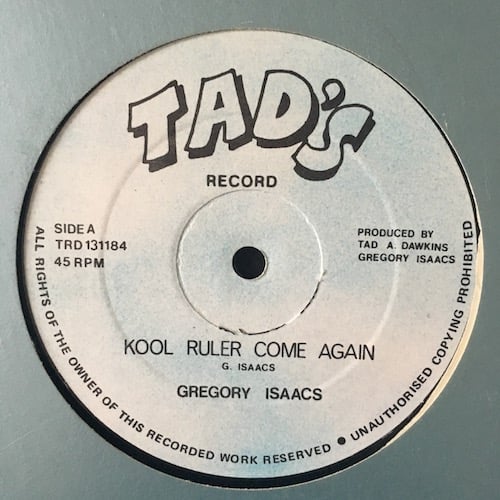 TAD'S
RECORD
SIDE A
TRD 131184
45 RPM
PRODUCED BY
TAD A. DAWKINS
GREGORY ISAACS
KOOL RULER COME AGAIN
G. ISAACS
GREGORY ISAACS
ALL RIGHTS OF THE OWNER OF THIS RECORDED WORK RESERVED ● UNAUTHORISED COPYING PROHIBITED